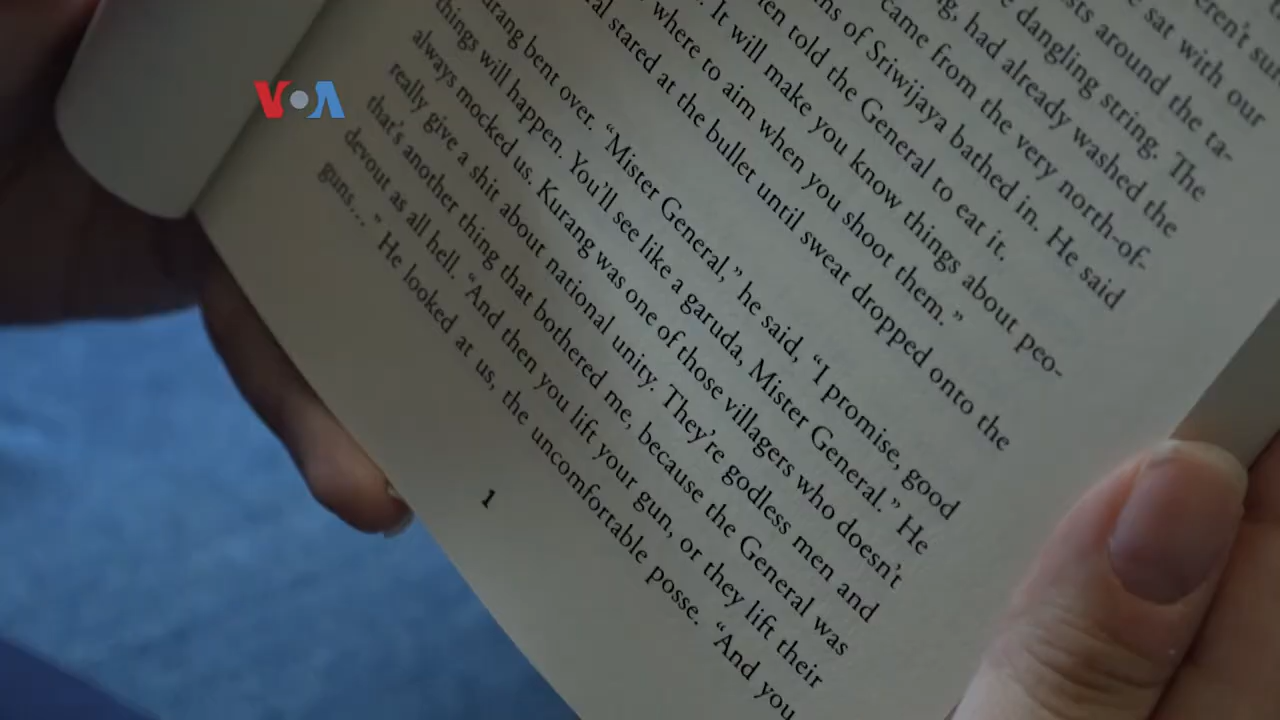 VOA
sat with our
around the ta-
dangling string. The
had already washed the
came from the very north-of-
of Sriwijaya bathed in. He said
told the General to eat it.
It will make you know things about peo-
where to aim when you shoot them.”
stared at the bullet until sweat dropped onto the
bent over. “Mister General,” he said, “I promise, good
things will happen. You’ll see like a garuda, Mister General.” He
always mocked us. Kurang was one of those villagers who doesn’t
really give a shit about national unity. They’re godless men and
that’s another thing that bothered me, because the General was
devout as all hell. “And then you lift your gun, or they lift their
guns…” He looked at us, the uncomfortable posse. “And you
1